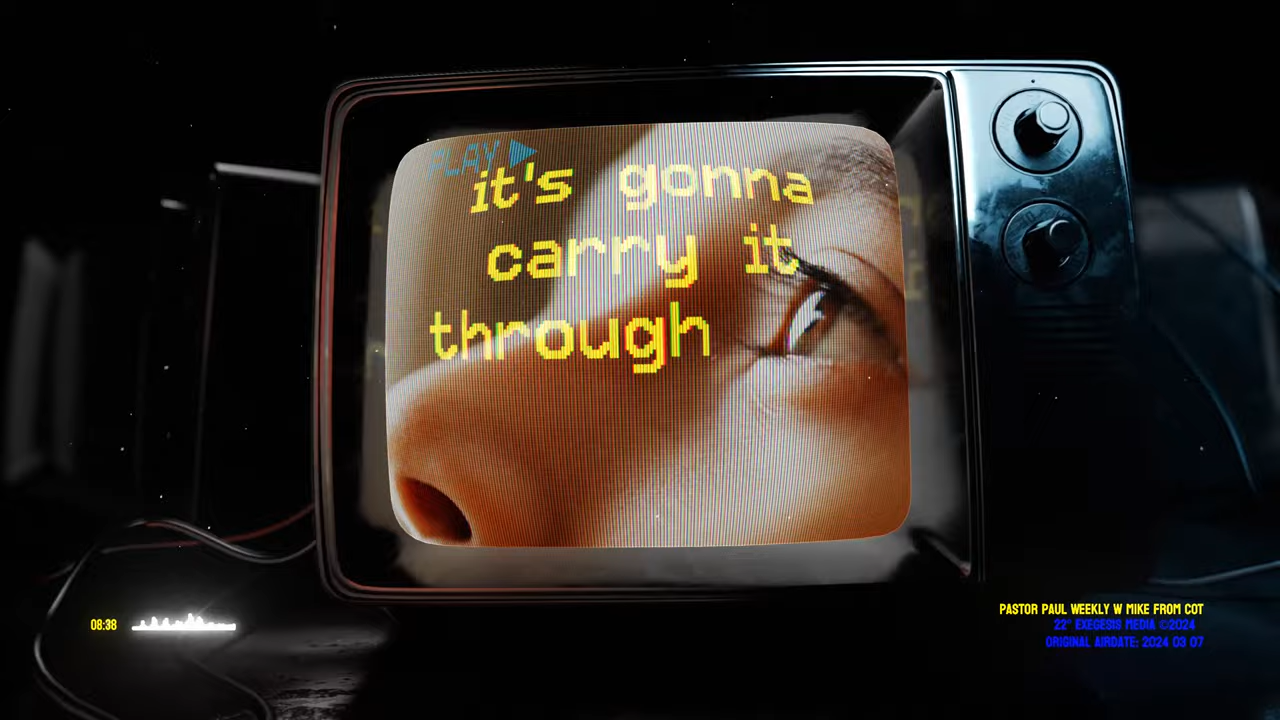 PLAY
it's gonna
carry it
through
08:38
PASTOR PAUL WEEKLY W MIKE FROM COT
22° EXEGESIS MEDIA ©2024
ORIGINAL AIRDATE: 2024 03 07